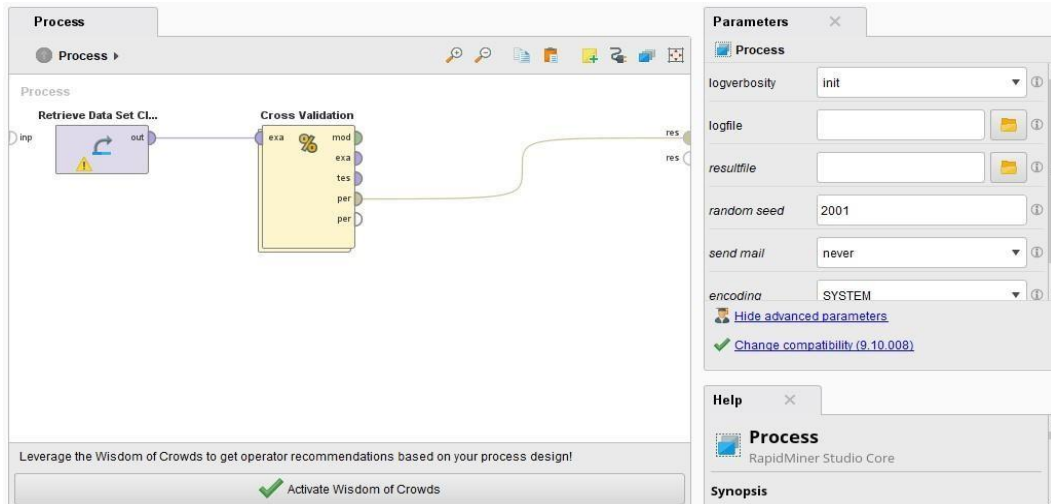 Process
Process
Process
Retrieve Data Set Cl...
inp
out
Cross Validation
exa
%
mod
exa
tes
per
per
res
res
Leverage the Wisdom of Crowds to get operator recommendations based on your process design!
Activate Wisdom of Crowds
Parameters
Process
logverbosity
init
logfile
resultfile
random seed
2001
send mail
never
encoding
SYSTEM
Hide advanced parameters
Change compatibility (9.10.008)
Help
Process
RapidMiner Studio Core
Synopsis